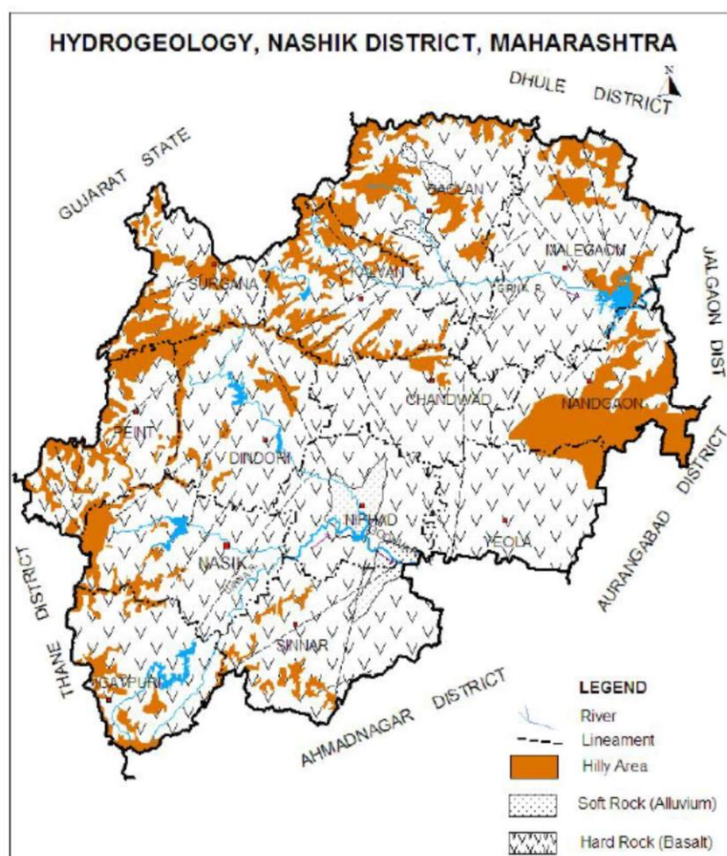 HYDROGEOLOGY, NASHIK DISTRICT, MAHARASHTRA
N
DHULE DISTRICT
GUJARAT STATE
BAGLAN
MALEGAON
JALGAON DIST
SURGANA
KALVAN
CHANDWAD
NANDGAON
PEINT
DINDORI
NIPHAD
YEOLA
AURANGABAD DISTRICT
NASIK
THANE DISTRICT
SINNAR
IGATPURI
AHMADNAGAR DISTRICT
LEGEND
River
Lineament
Hilly Area
Soft Rock (Alluvium)
Hard Rock (Basalt)